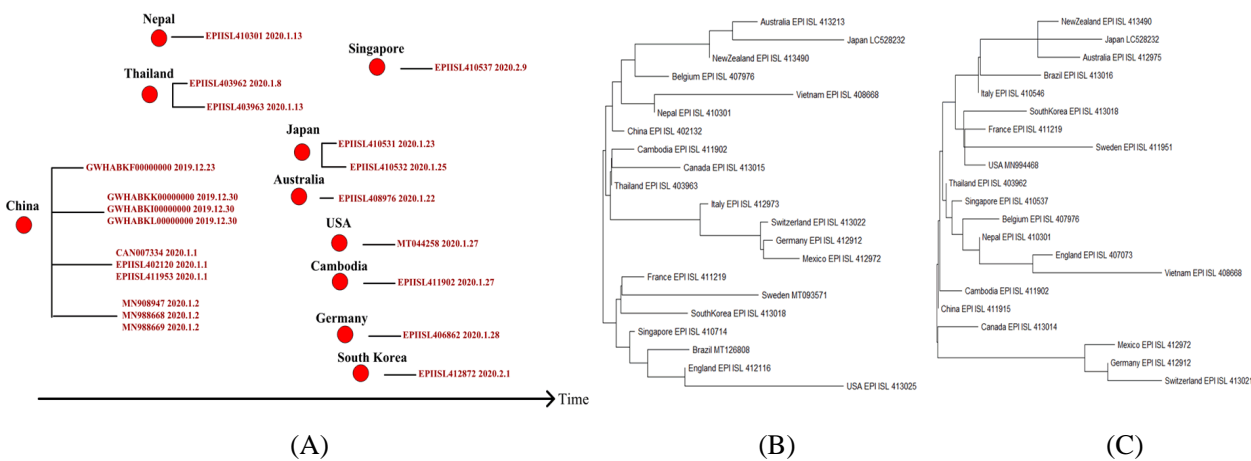 Nepal
EPIISL410301 2020.1.13
Singapore
EPIISL410537 2020.2.9
Thailand
EPIISL403962 2020.1.8
EPIISL403963 2020.1.13
Japan
EPIISL410531 2020.1.23
EPIISL410532 2020.1.25
GWHABKF00000000 2019.12.23
Australia
EPIISL408976 2020.1.22
GWHABKK00000000 2019.12.30
GWHABKI00000000 2019.12.30
GWHABKL00000000 2019.12.30
China
USA
MT044258 2020.1.27
CAN007334 2020.1.1
EPIISL402120 2020.1.1
EPIISL411953 2020.1.1
Cambodia
EPIISL411902 2020.1.27
MN908947 2020.1.2
MN988668 2020.1.2
MN988669 2020.1.2
Germany
EPIISL406862 2020.1.28
South Korea
EPIISL412872 2020.2.1
Time
(A)
Australia EPI ISL 413213
Japan LC528232
NewZealand EPI ISL 413490
Belgium EPI ISL 407976
Vietnam EPI ISL 408668
Nepal EPI ISL 410301
China EPI ISL 402132
Cambodia EPI ISL 411902
Canada EPI ISL 413015
Thailand EPI ISL 403963
Italy EPI ISL 412973
Switzerland EPI ISL 413022
Germany EPI ISL 412912
Mexico EPI ISL 412972
France EPI ISL 411219
Sweden MT093571
SouthKorea EPI ISL 413018
Singapore EPI ISL 410714
Brazil MT126808
England EPI ISL 412116
USA EPI ISL 413025
(B)
NewZealand EPI ISL 413490
Japan LC528232
Australia EPI ISL 412975
Brazil EPI ISL 413016
Italy EPI ISL 410546
SouthKorea EPI ISL 413018
France EPI ISL 411219
Sweden EPI ISL 411951
USA MN994468
Thailand EPI ISL 403962
Singapore EPI ISL 410537
Belgium EPI ISL 407976
Nepal EPI ISL 410301
England EPI ISL 407073
Vietnam EPI ISL 408668
Cambodia EPI ISL 411902
China EPI ISL 411915
Canada EPI ISL 413014
Mexico EPI ISL 412972
Germany EPI ISL 412912
Switzerland EPI ISL 413021
(C)